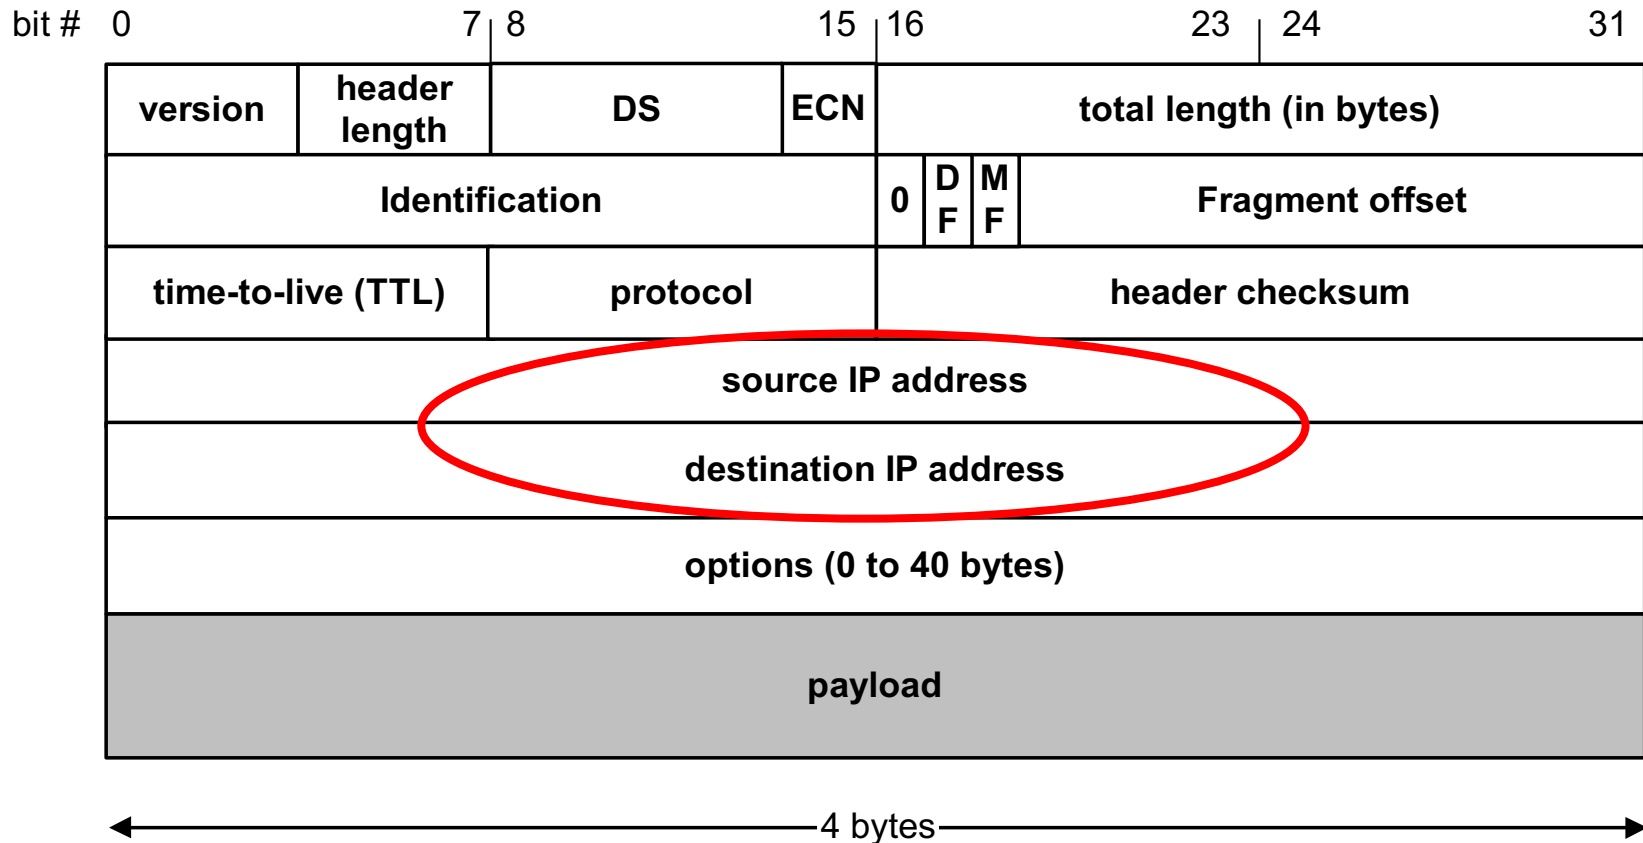 bit # 0 7 8 15 16 23 24 31
version header length DS ECN total length (in bytes)
Identification 0 DF MF Fragment offset
time-to-live (TTL) protocol header checksum
source IP address
destination IP address
options (0 to 40 bytes)
payload
4 bytes